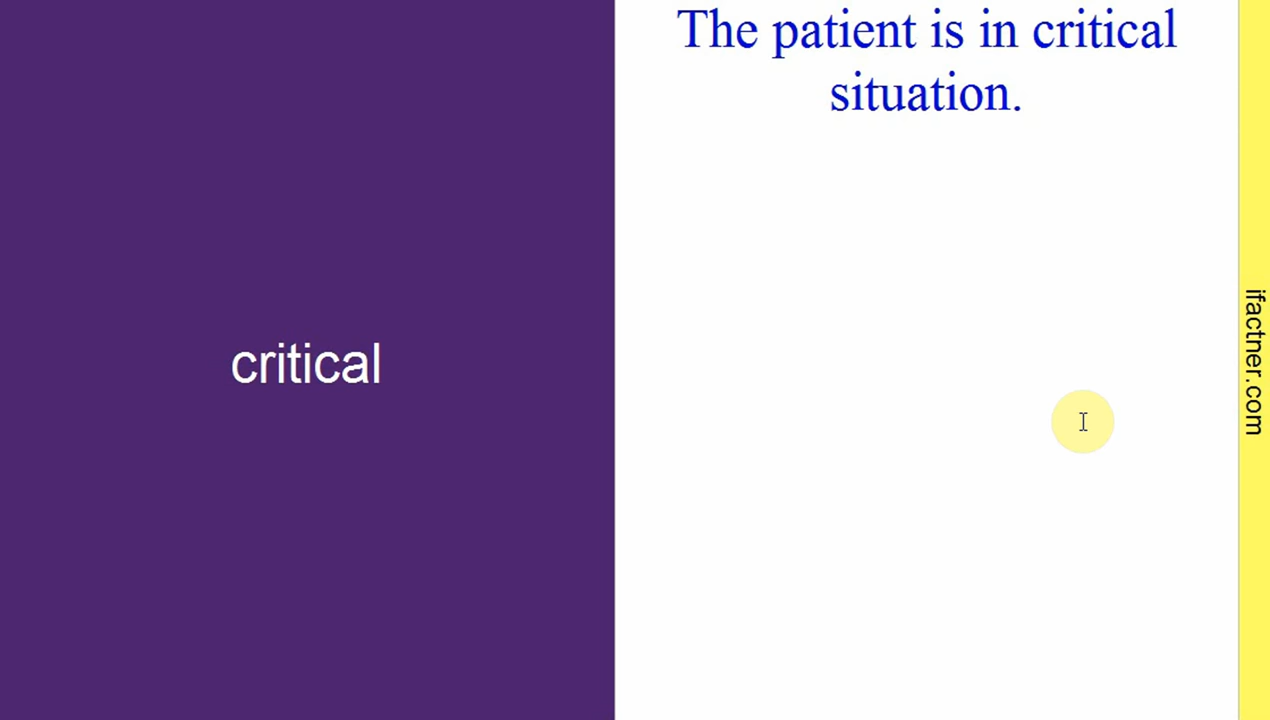 The patient is in critical
situation.
critical
ifactner.com